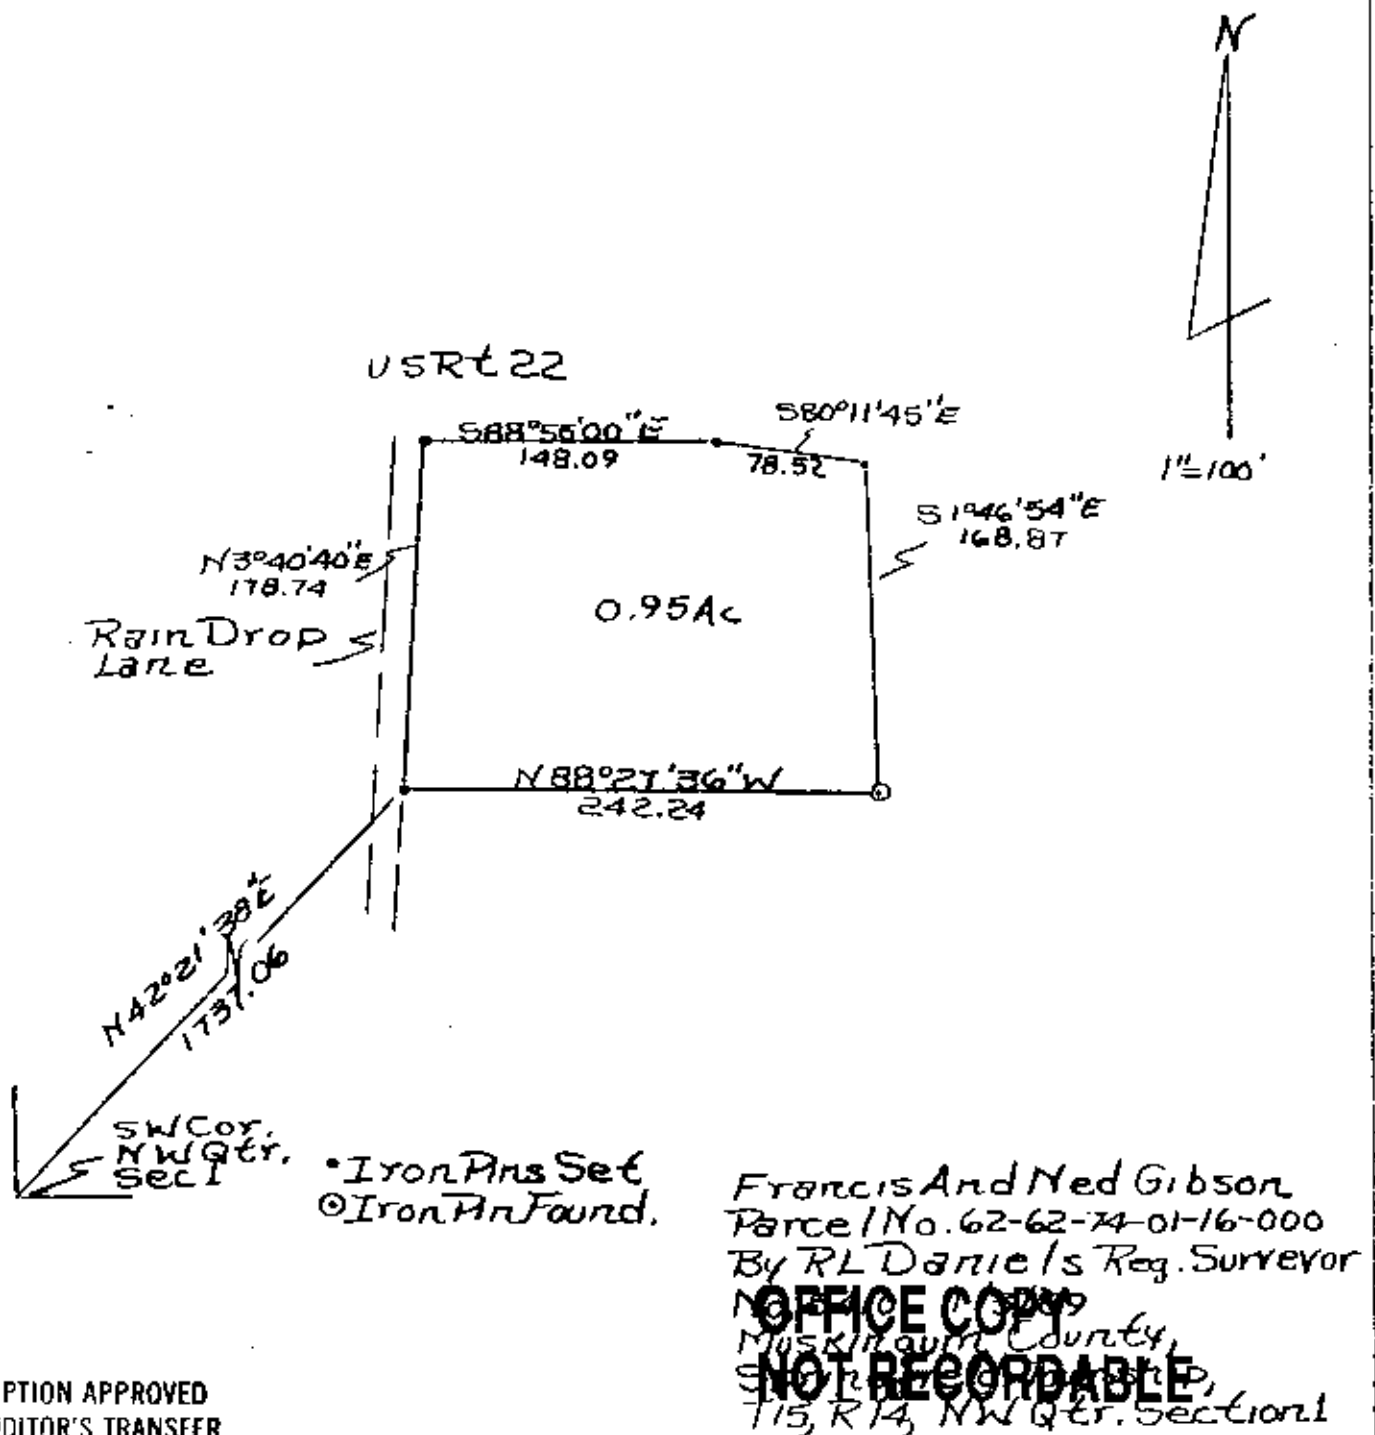 N
1"=100'
US Rt 22
S88°56'00"E
148.09
S80°11'45"E
78.52
S1°46'54"E
168.87
N3°40'40"E
178.74
0.95Ac
Rain Drop
Lane
N88°27'36"W
242.24
N42°21'38"E
1737.06
SW Cor.
NW Qtr.
Sec 1
• Iron Pins Set
⊙ Iron Pin Found.
Francis And Ned Gibson
Parcel No. 62-62-74-01-16-000
By RL Daniels Reg. Surveyor
OFFICE COPY
Muskingum County,
NOT RECORDABLE
T15, R14, NW Qtr. Section 1
PTION APPROVED
DITOR'S TRANSFER